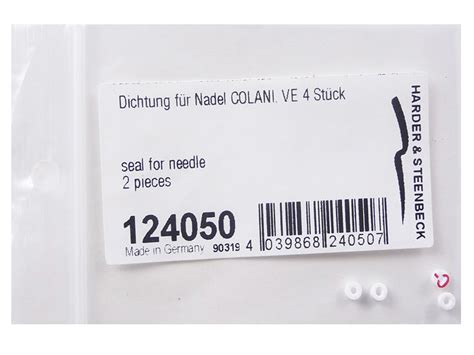 Dichtung für Nadel COLANI. VE 4 Stück
seal for needle
2 pieces
124050
Made in Germany 90319
4 039868 240507
HARDER & STEENBECK